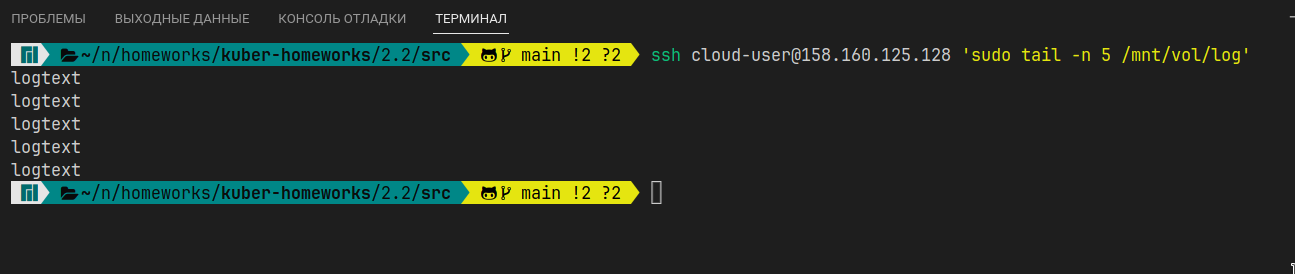 ПРОБЛЕМЫ ВЫХОДНЫЕ ДАННЫЕ КОНСОЛЬ ОТЛАДКИ ТЕРМИНАЛ
~/n/homeworks/kuber-homeworks/2.2/src main !2 ?2 ssh cloud-user@158.160.125.128 'sudo tail -n 5 /mnt/vol/log'
logtext
logtext
logtext
logtext
logtext
~/n/homeworks/kuber-homeworks/2.2/src main !2 ?2